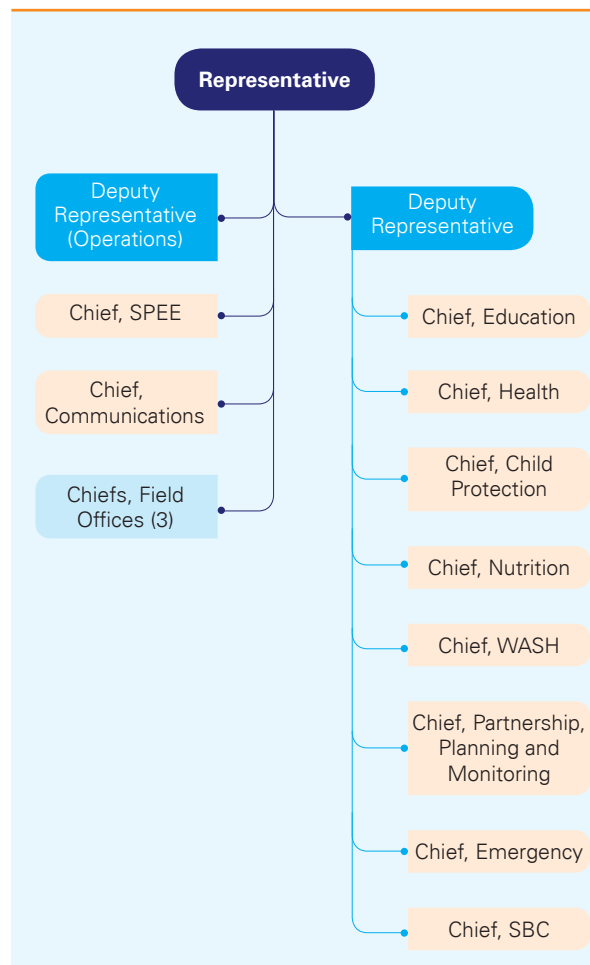 Representative
Deputy
Representative
(Operations)
Chief, SPEE
Chief,
Communications
Chiefs, Field
Offices (3)
Deputy
Representative
Chief, Education
Chief, Health
Chief, Child
Protection
Chief, Nutrition
Chief, WASH
Chief, Partnership,
Planning and
Monitoring
Chief, Emergency
Chief, SBC